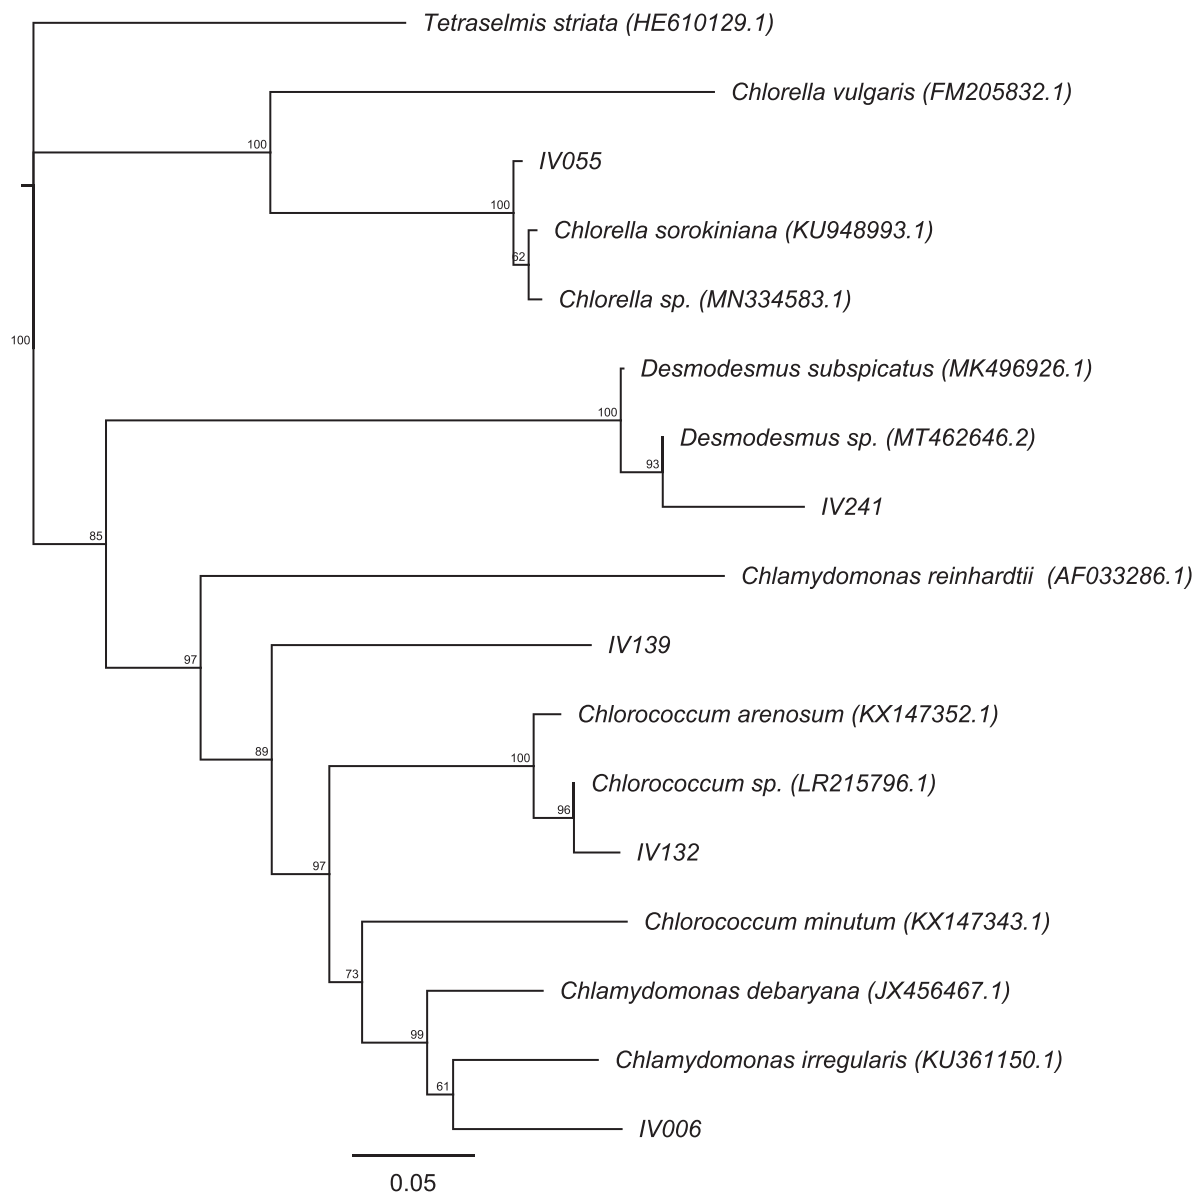 Tetraselmis striata (HE610129.1)
Chlorella vulgaris (FM205832.1)
100
IV055
100
Chlorella sorokiniana (KU948993.1)
62
Chlorella sp. (MN334583.1)
100
Desmodesmus subspicatus (MK496926.1)
100
Desmodesmus sp. (MT462646.2)
93
IV241
85
Chlamydomonas reinhardtii (AF033286.1)
IV139
97
Chlorococcum arenosum (KX147352.1)
89
100
Chlorococcum sp. (LR215796.1)
96
IV132
97
Chlorococcum minutum (KX147343.1)
73
Chlamydomonas debaryana (JX456467.1)
99
Chlamydomonas irregularis (KU361150.1)
61
IV006
0.05